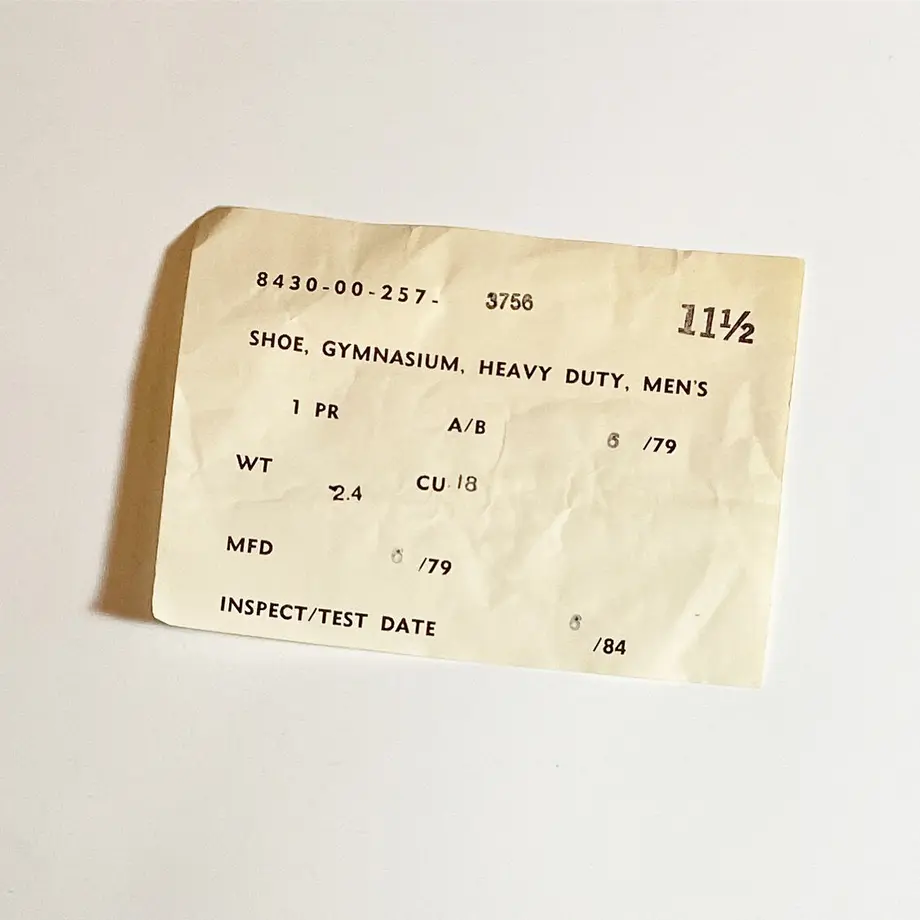 8430-00-257- 3756
11½
SHOE, GYMNASIUM, HEAVY DUTY, MEN'S
1 PR A/B 6 /79
WT 2.4 CU 18
MFD 6 /79
INSPECT/TEST DATE 6 /84